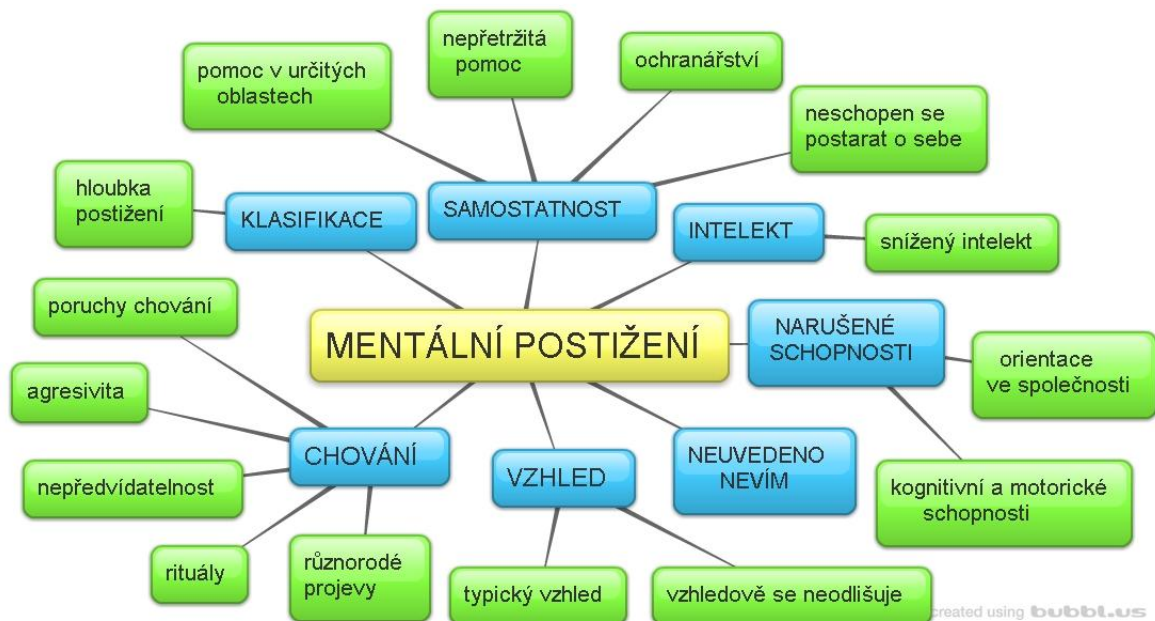 nepřetržitá
pomoc
ochranářství
pomoc v určitých
oblastech
neschopen se
postarat o sebe
hloubka
postižení
KLASIFIKACE
SAMOSTATNOST
INTELEKT
snížený intelekt
poruchy chování
MENTÁLNÍ POSTIŽENÍ
NARUŠENÉ
SCHOPNOSTI
orientace
ve společnosti
agresivita
CHOVÁNÍ
VZHLED
NEUVEDENO
NEVÍM
nepředvídatelnost
kognitivní a motorické
schopnosti
rituály
různorodé
projevy
typický vzhled
vzhledově se neodlišuje
created using bubbl.us